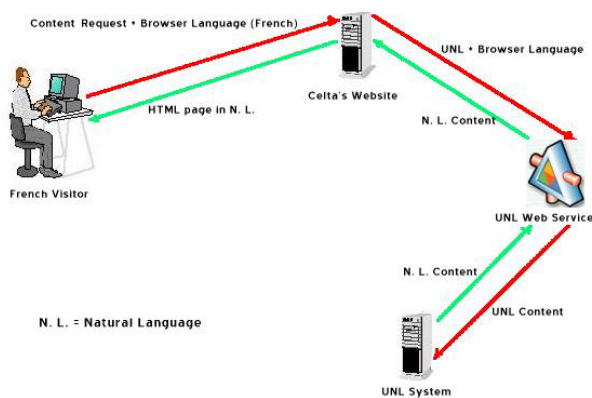 Content Request + Browser Language (French)
UNL + Browser Language
Celta's Website
HTML page in N. L.
N. L. Content
French Visitor
UNL Web Service
N. L. Content
UNL Content
N. L. = Natural Language
UNL System